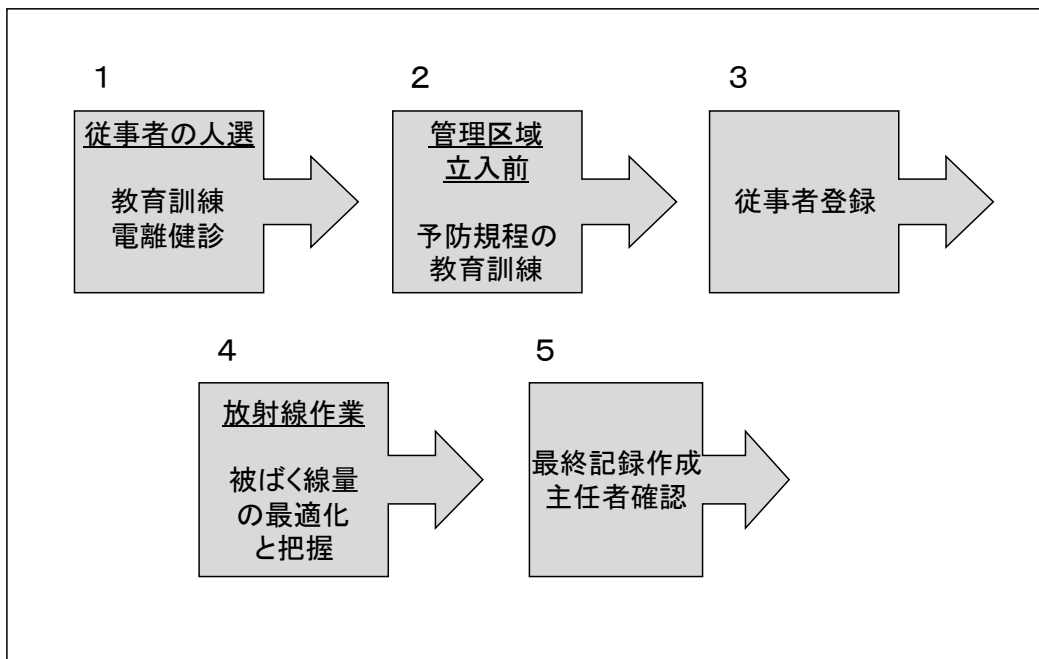 1
従事者の人選
教育訓練
電離健診
2
管理区域
立入前
予防規程の
教育訓練
3
従事者登録
4
放射線作業
被ばく線量
の最適化
と把握
5
最終記録作成
主任者確認